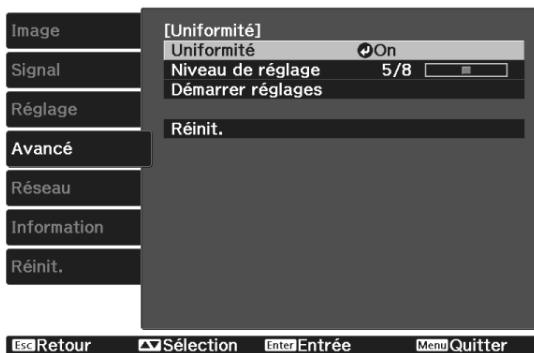 Image
Signal
Réglage
Avancé
Réseau
Information
Réinit.
[Uniformité]
Uniformité On
Niveau de réglage 5/8
Démarrer réglages
Réinit.
Esc Retour Sélection Enter Entrée Menu Quitter